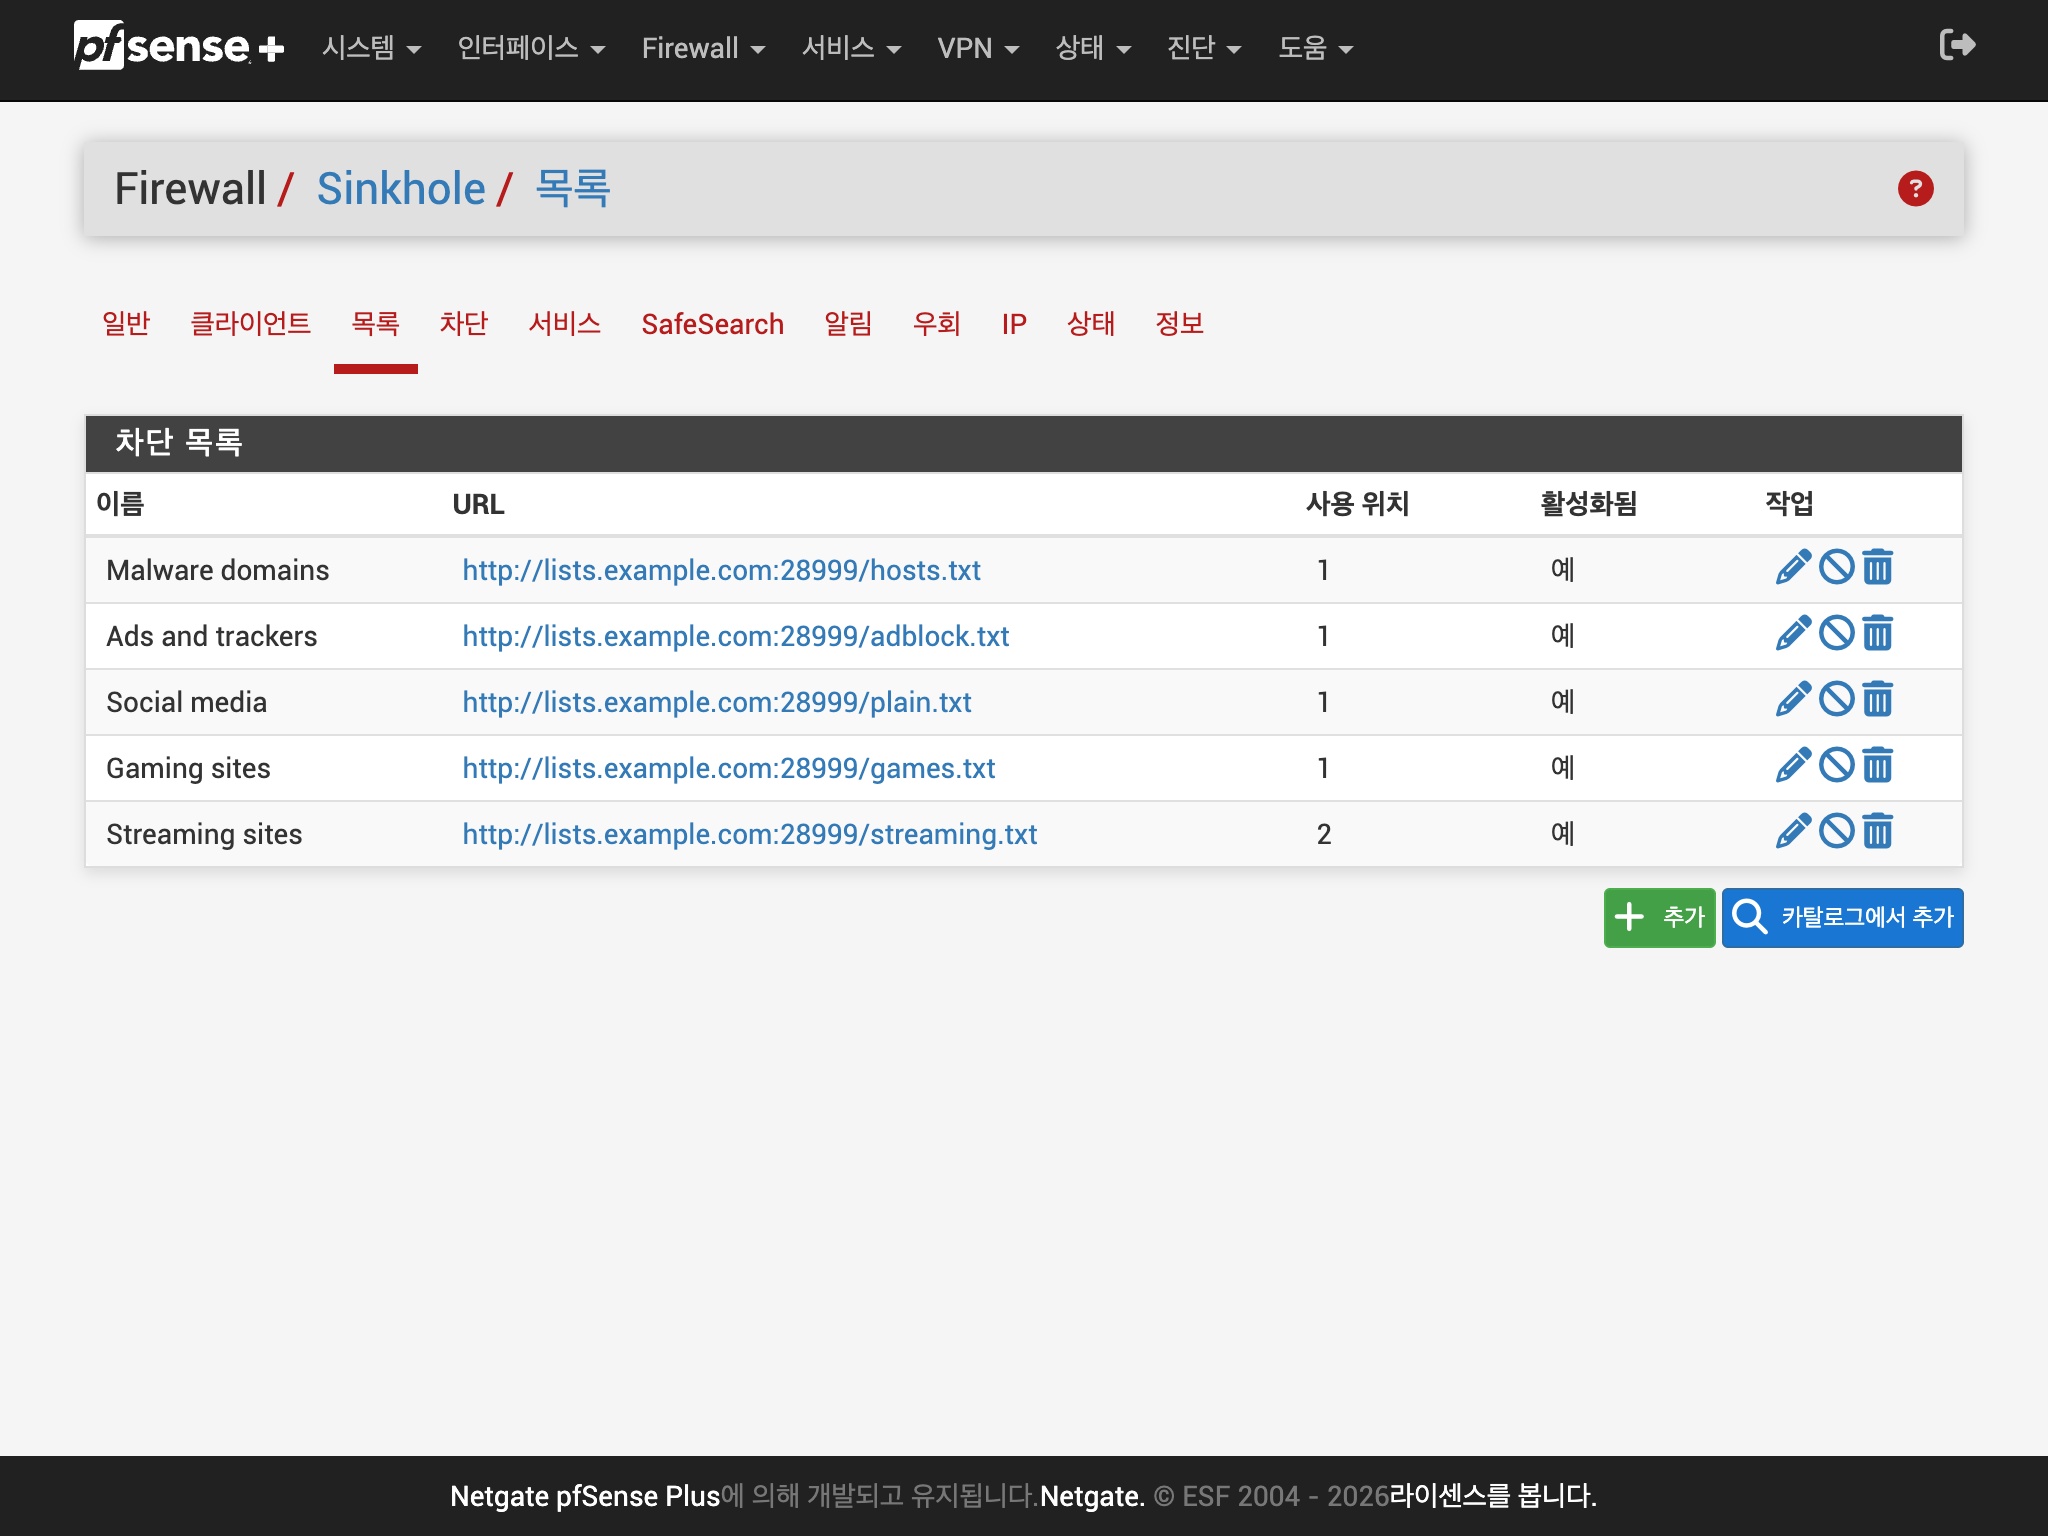 pfsense+ 시스템 인터페이스 Firewall 서비스 VPN 상태 진단 도움
Firewall / Sinkhole / 목록
일반 클라이언트 목록 차단 서비스 SafeSearch 알림 우회 IP 상태 정보
차단 목록
이름 URL 사용 위치 활성화됨 작업
Malware domains http://lists.example.com:28999/hosts.txt 1 예
Ads and trackers http://lists.example.com:28999/adblock.txt 1 예
Social media http://lists.example.com:28999/plain.txt 1 예
Gaming sites http://lists.example.com:28999/games.txt 1 예
Streaming sites http://lists.example.com:28999/streaming.txt 2 예
추가 카탈로그에서 추가
Netgate pfSense Plus에 의해 개발되고 유지됩니다.Netgate. © ESF 2004 - 2026라이센스를 봅니다.